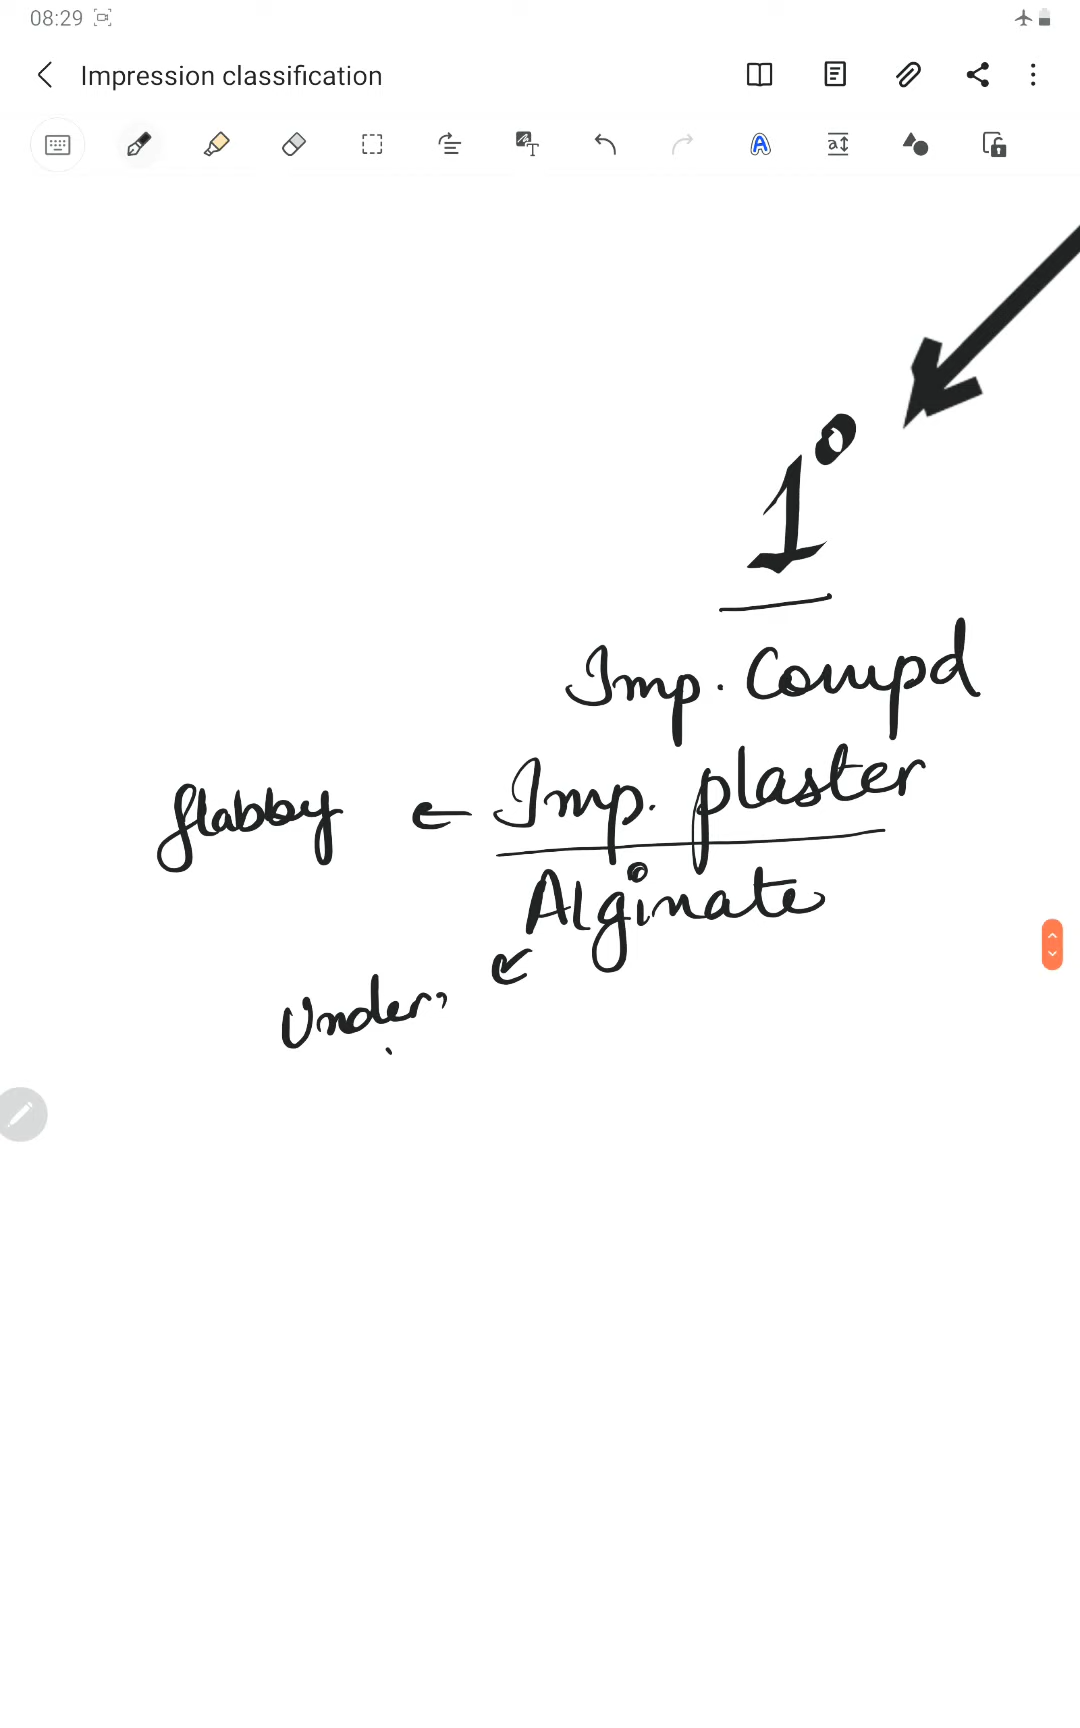 08:29
Impression classification
1°
Imp. Compd
flabby ← Imp. plaster
Alginate
Under